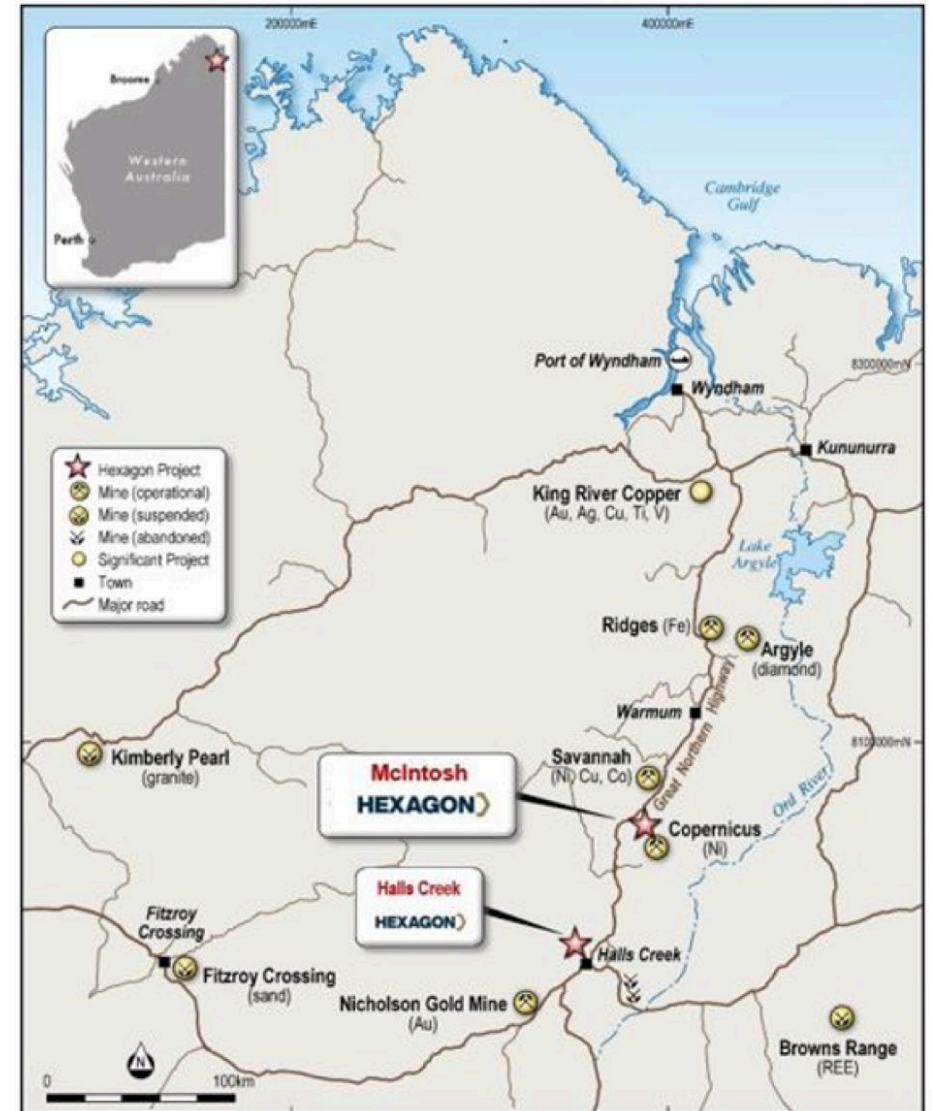 200000mE
400000mE
Broome
Western
Australia
Perth
Cambridge
Gulf
Port of Wyndham
8300000mN
Wyndham
Kununurra
Hexagon Project
Mine (operational)
Mine (suspended)
Mine (abandoned)
Significant Project
Town
Major road
King River Copper
(Au, Ag, Cu, Ti, V)
Lake
Argyle
Ridges (Fe)
Argyle
(diamond)
Warmum
Great Northern Highway
8100000mN
Kimberly Pearl
(granite)
Savannah
(Ni Cu, Co)
McIntosh
HEXAGON
Ord River
Copernicus
(Ni)
Halls Creek
HEXAGON
Fitzroy
Crossing
Halls Creek
Fitzroy Crossing
(sand)
Nicholson Gold Mine
(Au)
Browns Range
(REE)
N
0
100km